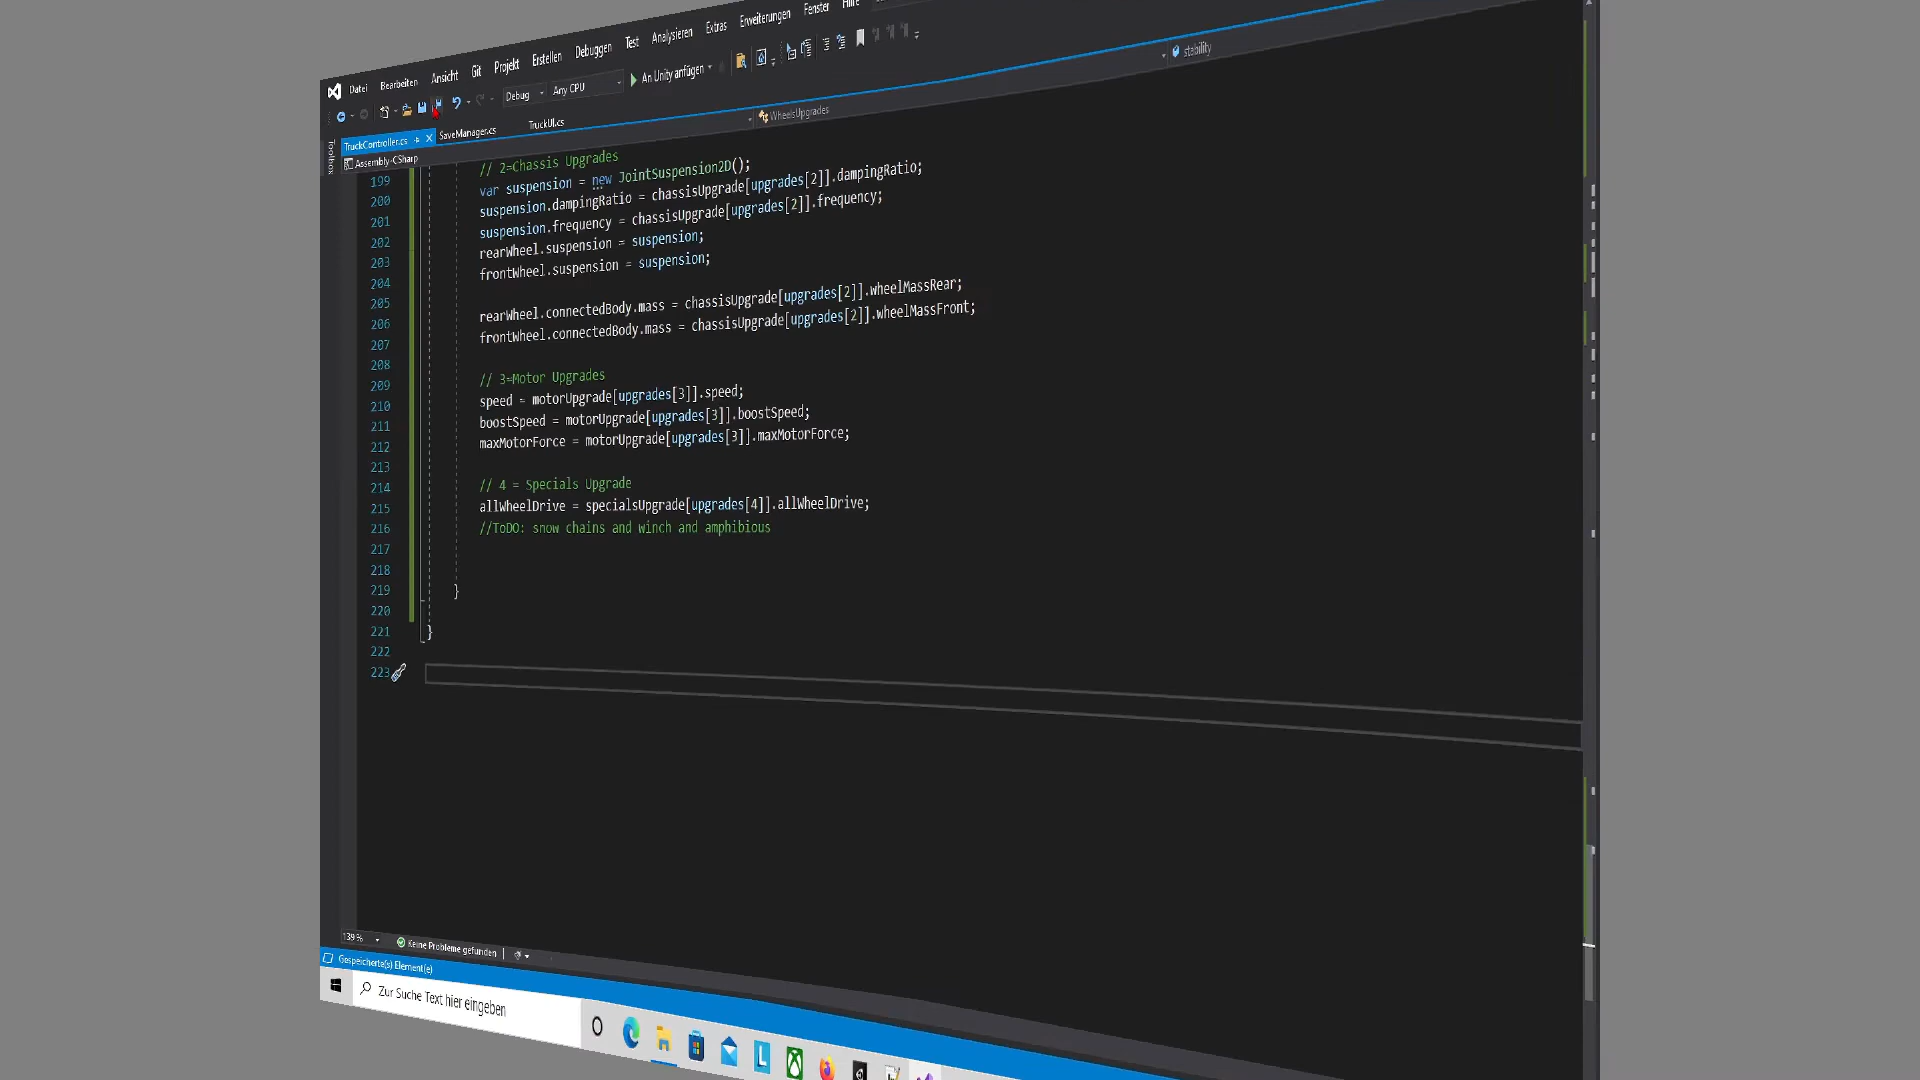 Datei Bearbeiten Ansicht Git Projekt Erstellen Debuggen Test Analysieren Extras Erweiterungen Fenster Hilfe
Debug Any CPU An Unity anfügen
TruckController.cs SaveManager.cs TruckUI.cs
Assembly-CSharp WheelsUpgrades stability
Toolbox
// 2=Chassis Upgrades
199 var suspension = new JointSuspension2D();
200 suspension.dampingRatio = chassisUpgrade[upgrades[2]].dampingRatio;
201 suspension.frequency = chassisUpgrade[upgrades[2]].frequency;
202 rearWheel.suspension = suspension;
203 frontWheel.suspension = suspension;
204
205 rearWheel.connectedBody.mass = chassisUpgrade[upgrades[2]].wheelMassRear;
206 frontWheel.connectedBody.mass = chassisUpgrade[upgrades[2]].wheelMassFront;
207
208
209 // 3=Motor Upgrades
210 speed = motorUpgrade[upgrades[3]].speed;
211 boostSpeed = motorUpgrade[upgrades[3]].boostSpeed;
212 maxMotorForce = motorUpgrade[upgrades[3]].maxMotorForce;
213
214 // 4 = Specials Upgrade
215 allWheelDrive = specialsUpgrade[upgrades[4]].allWheelDrive;
216 //ToDO: snow chains and winch and amphibious
217
218
219 }
220
221 }
222
223
139 % Keine Probleme gefunden
Gespeicherte(s) Element(e)
Zur Suche Text hier eingeben